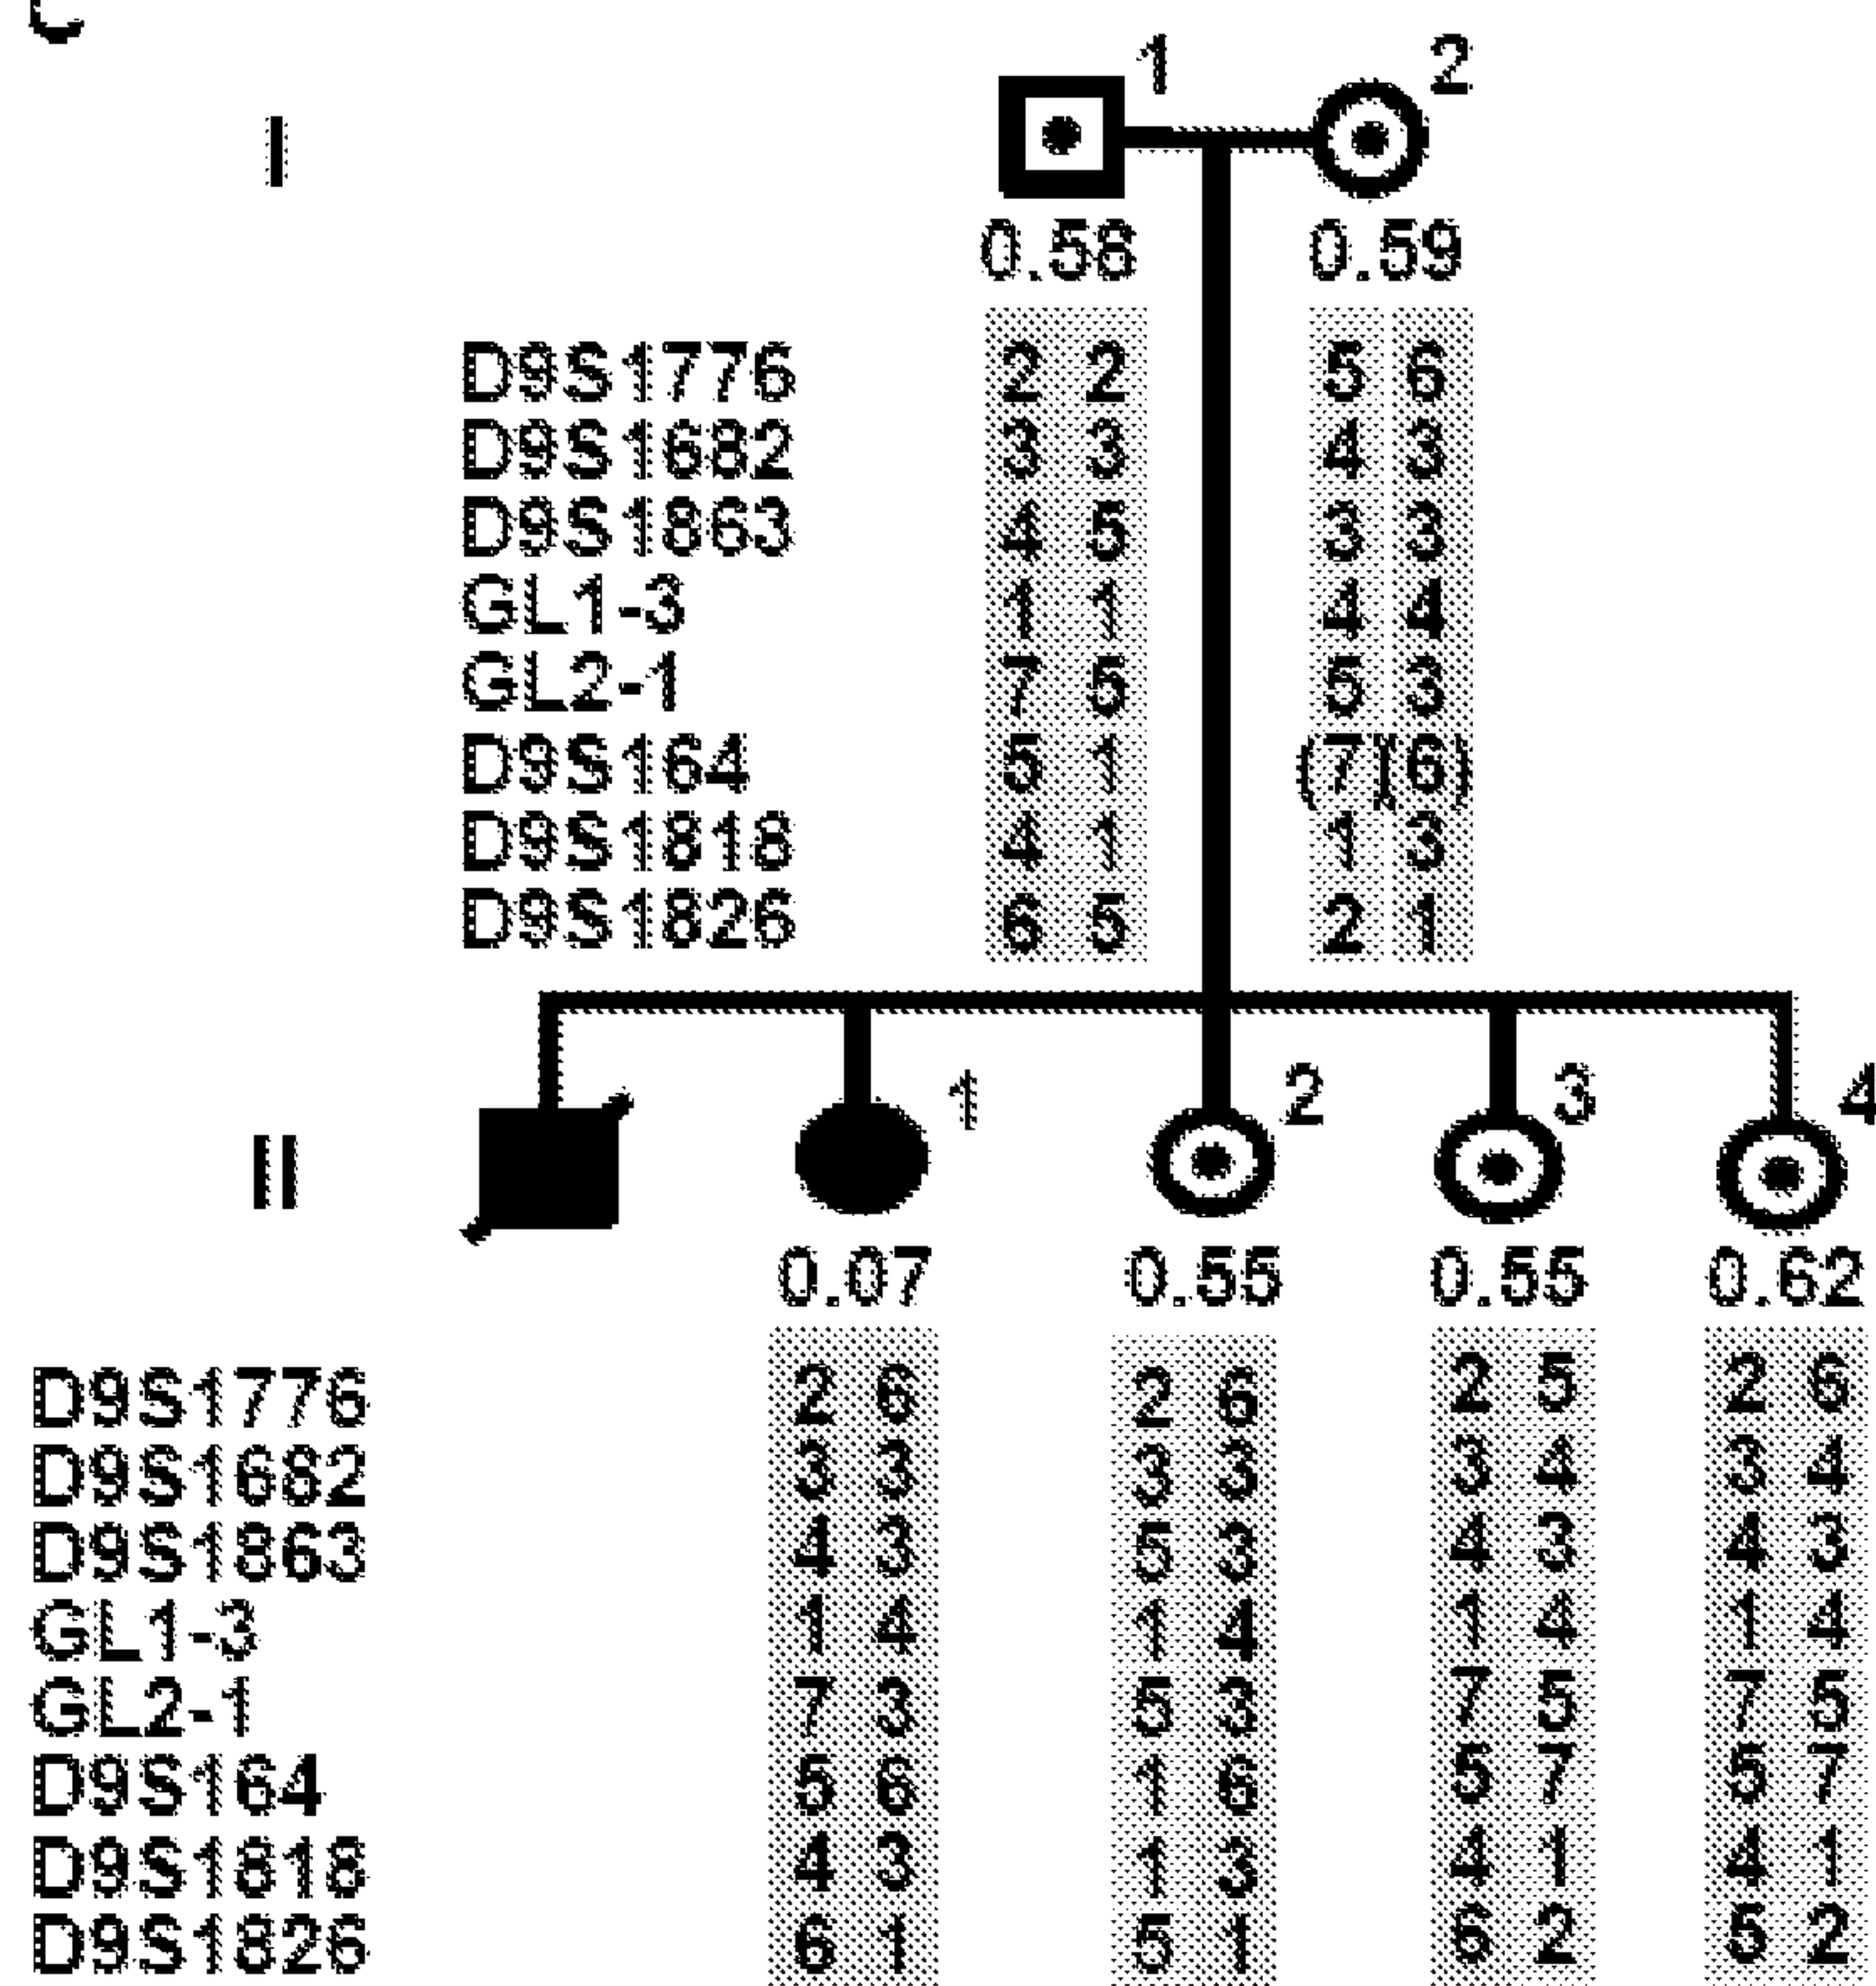 1 2
I
0.58 0.59
D9S1776 2 2 5 6
D9S1682 3 3 4 3
D9S1863 4 5 3 3
GL1-3 1 1 4 4
GL2-1 7 5 5 3
D9S164 5 1 (7)(6)
D9S1818 4 1 1 3
D9S1826 6 5 2 1
1 2 3 4
II
0.07 0.55 0.55 0.62
D9S1776 2 6 2 6 2 5 2 6
D9S1682 3 3 3 3 3 4 3 4
D9S1863 4 3 5 3 4 3 4 3
GL1-3 1 4 1 4 1 4 1 4
GL2-1 7 3 5 3 7 5 7 5
D9S164 5 6 1 6 5 7 5 7
D9S1818 4 3 1 3 4 1 4 1
D9S1826 6 1 5 1 6 2 5 2